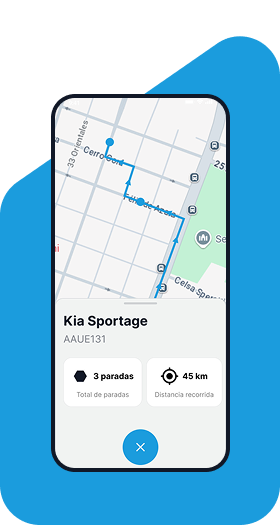 33 Orientales
Cerro Corá
Félix de Azara
25
Se
Celsa Sper
Kia Sportage
AAUE131
3 paradas
45 km
Total de paradas
Distancia recorrida